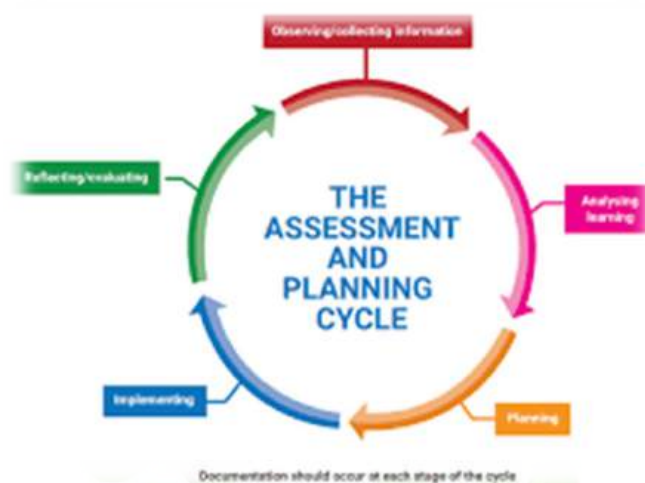 Observing/collecting information
Reflecting/evaluating
Analysing
learning
THE
ASSESSMENT
AND
PLANNING
CYCLE
Implementing
Planning
Documentation should occur at each stage of the cycle